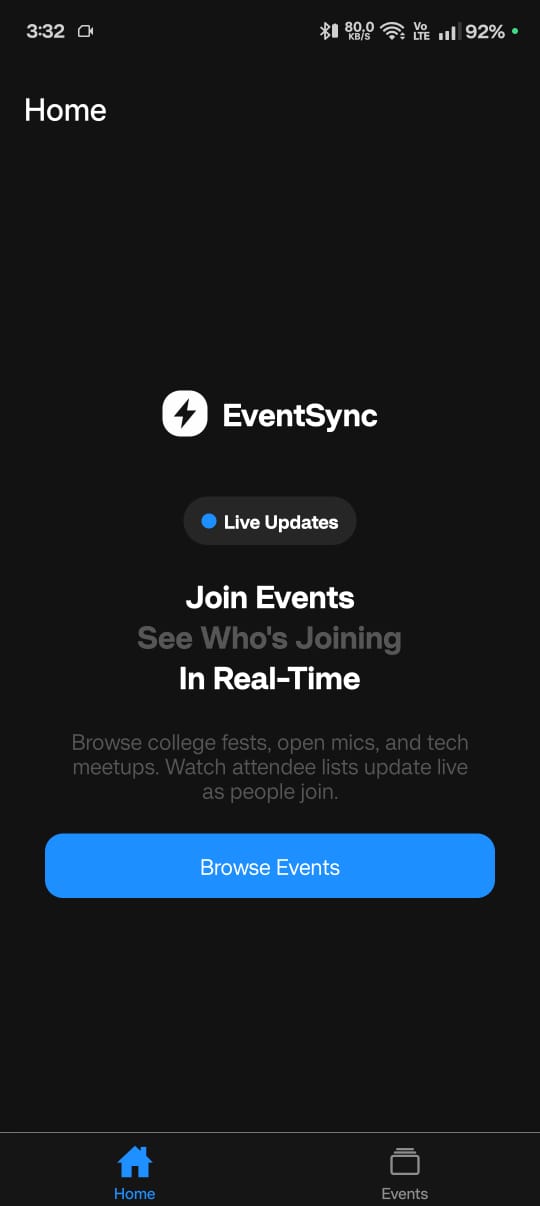 3:32 80.0 KB/S Vo LTE 92%
Home
EventSync
Live Updates
Join Events
See Who's Joining
In Real-Time
Browse college fests, open mics, and tech
meetups. Watch attendee lists update live
as people join.
Browse Events
Home Events